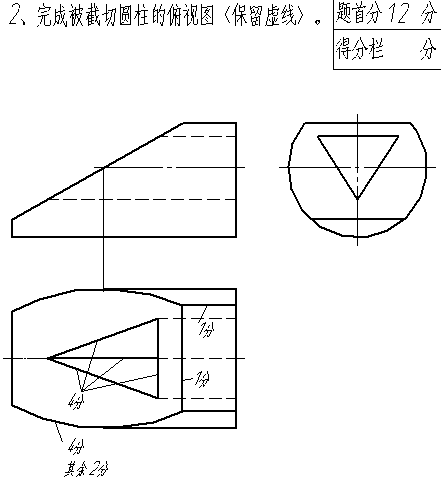 2、完成被截切圆柱的俯视图〈保留虚线〉。
题首分 12 分
得分栏 分
1分
1分
4分
4分
其余2分